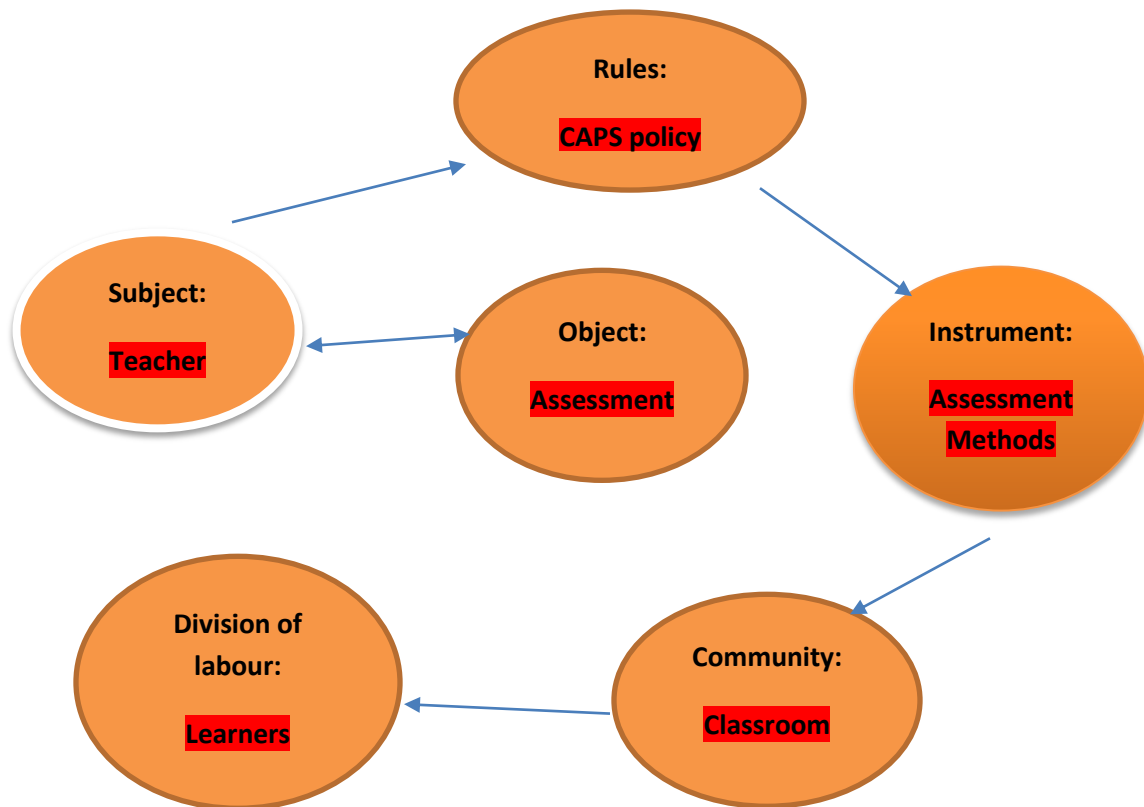 Rules:
CAPS policy
Subject:
Teacher
Object:
Assessment
Instrument:
Assessment
Methods
Division of
labour:
Learners
Community:
Classroom